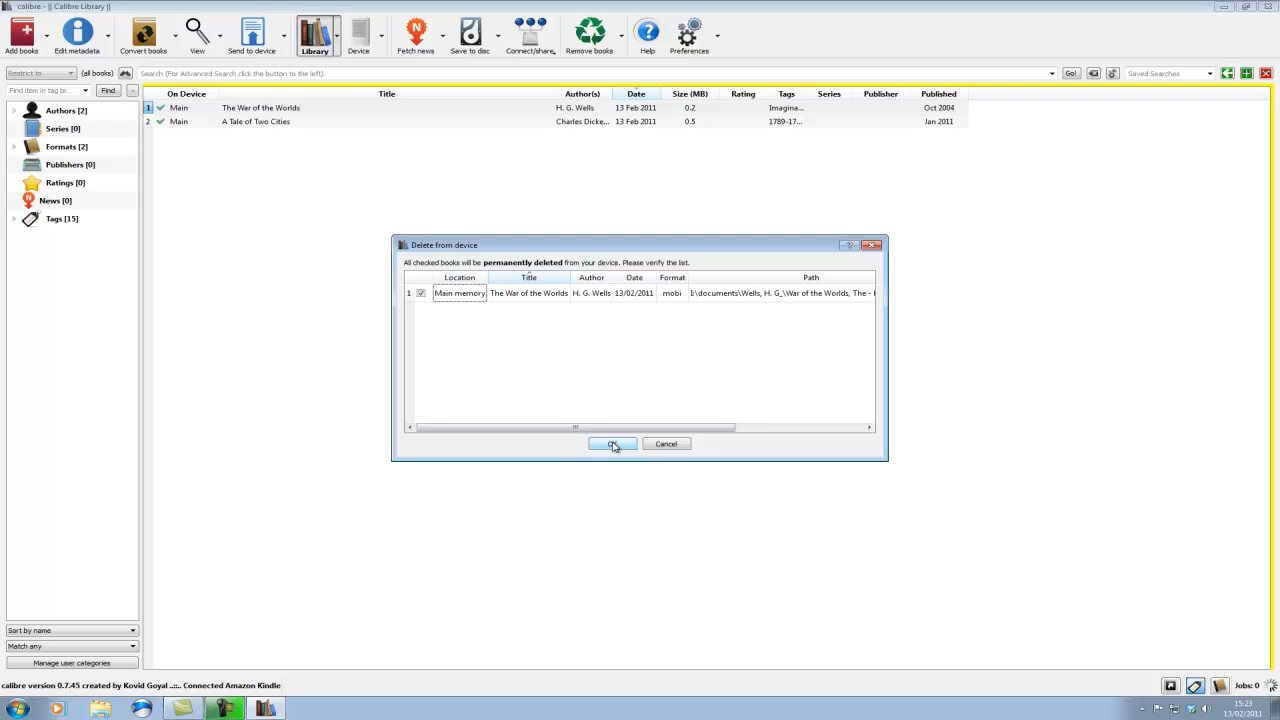 calibre - || Calibre Library ||
Add books Edit metadata Convert books View Send to device Library Device Fetch news Save to disc Connect/share Remove books Help Preferences
Restrict to (all books) Search (For Advanced Search click the button to the left) Go! Saved Searches
Find item in tag br... Find
On Device Title Author(s) Date Size (MB) Rating Tags Series Publisher Published
1 Main The War of the Worlds H. G. Wells 13 Feb 2011 0.2 Imagina... Oct 2004
2 Main A Tale of Two Cities Charles Dicke... 13 Feb 2011 0.5 1789-17... Jan 2011
Authors [2]
Series [0]
Formats [2]
Publishers [0]
Ratings [0]
News [0]
Tags [15]
Delete from device
All checked books will be permanently deleted from your device. Please verify the list.
Location Title Author Date Format Path
1 Main memory The War of the Worlds H. G. Wells 13/02/2011 mobi I:\documents\Wells, H. G_\War of the Worlds, The -
Cancel
Sort by name
Match any
Manage user categories
calibre version 0.7.45 created by Kovid Goyal ..::.. Connected Amazon Kindle
Jobs: 0
15:23
13/02/2011